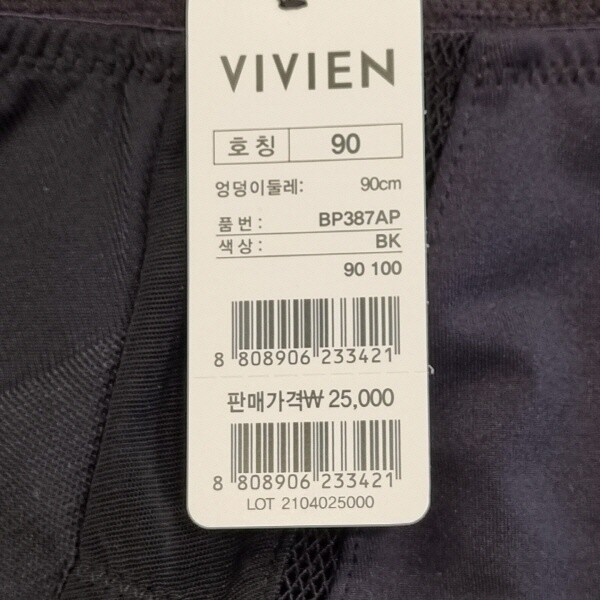 VIVIEN
호칭 90
엉덩이둘레: 90cm
품번: BP387AP
색상: BK
90 100
8 808906 233421
판매가격₩ 25,000
8 808906 233421
LOT 2104025000